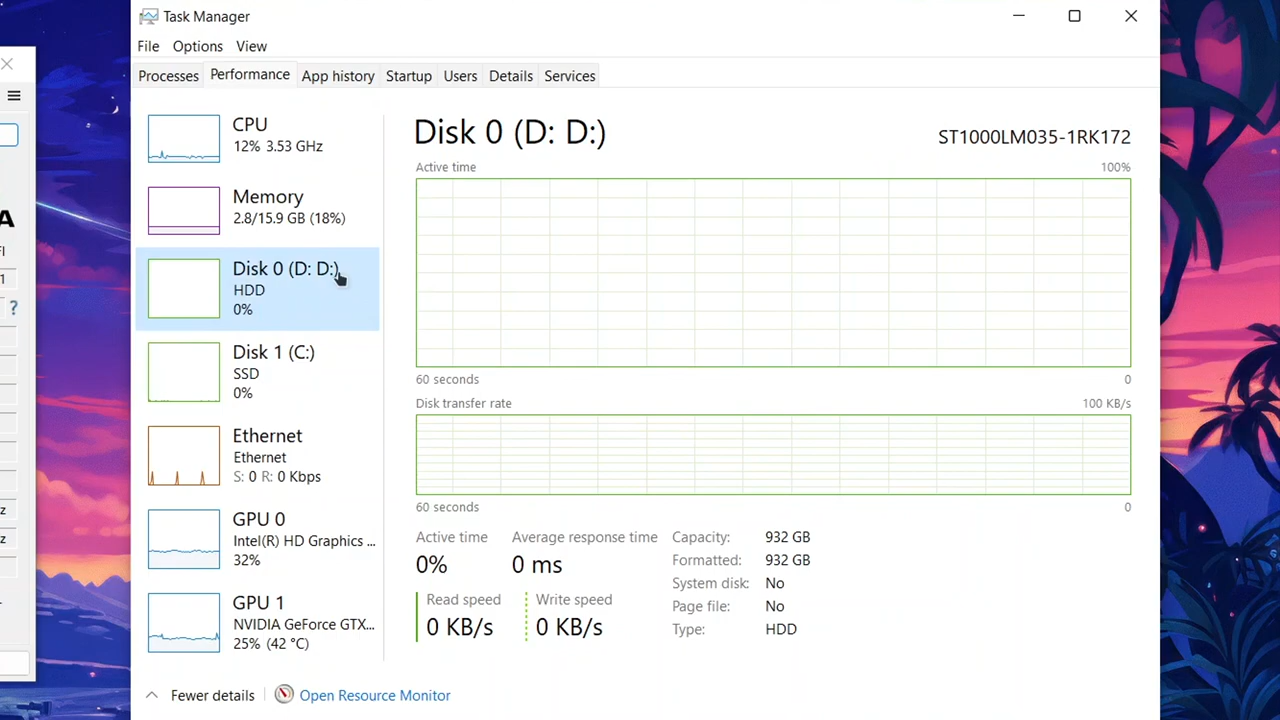 Task Manager
File Options View
Processes Performance App history Startup Users Details Services
CPU
12% 3.53 GHz
Memory
2.8/15.9 GB (18%)
Disk 0 (D: D:)
HDD
0%
Disk 1 (C:)
SSD
0%
Ethernet
Ethernet
S: 0 R: 0 Kbps
GPU 0
Intel(R) HD Graphics ...
32%
GPU 1
NVIDIA GeForce GTX...
25% (42 °C)
Disk 0 (D: D:)
ST1000LM035-1RK172
Active time 100%
60 seconds 0
Disk transfer rate 100 KB/s
60 seconds 0
Active time
0%
Average response time
0 ms
Read speed
0 KB/s
Write speed
0 KB/s
Capacity: 932 GB
Formatted: 932 GB
System disk: No
Page file: No
Type: HDD
Fewer details
Open Resource Monitor
A
FI
1
?
z
z